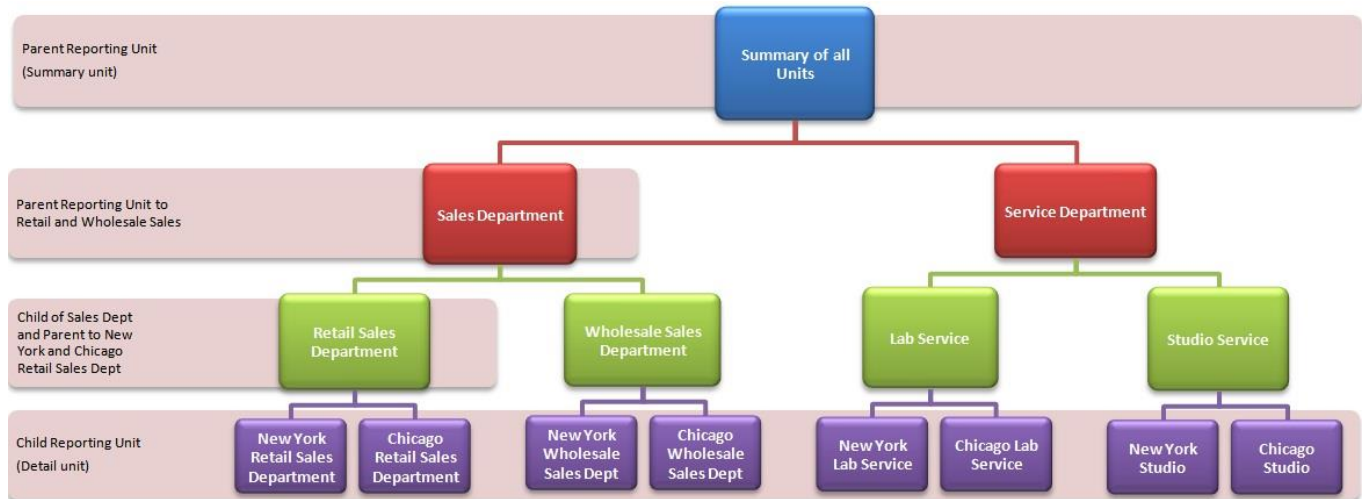 Parent Reporting Unit
(Summary unit)
Summary of all
Units
Parent Reporting Unit to
Retail and Wholesale Sales
Sales Department
Service Department
Child of Sales Dept
and Parent to New
York and Chicago
Retail Sales Dept
Retail Sales
Department
Wholesale Sales
Department
Lab Service
Studio Service
Child Reporting Unit
(Detail unit)
New York
Retail Sales
Department
Chicago
Retail Sales
Department
New York
Wholesale
Sales Dept
Chicago
Wholesale
Sales Dept
New York
Lab Service
Chicago Lab
Service
New York
Studio
Chicago
Studio